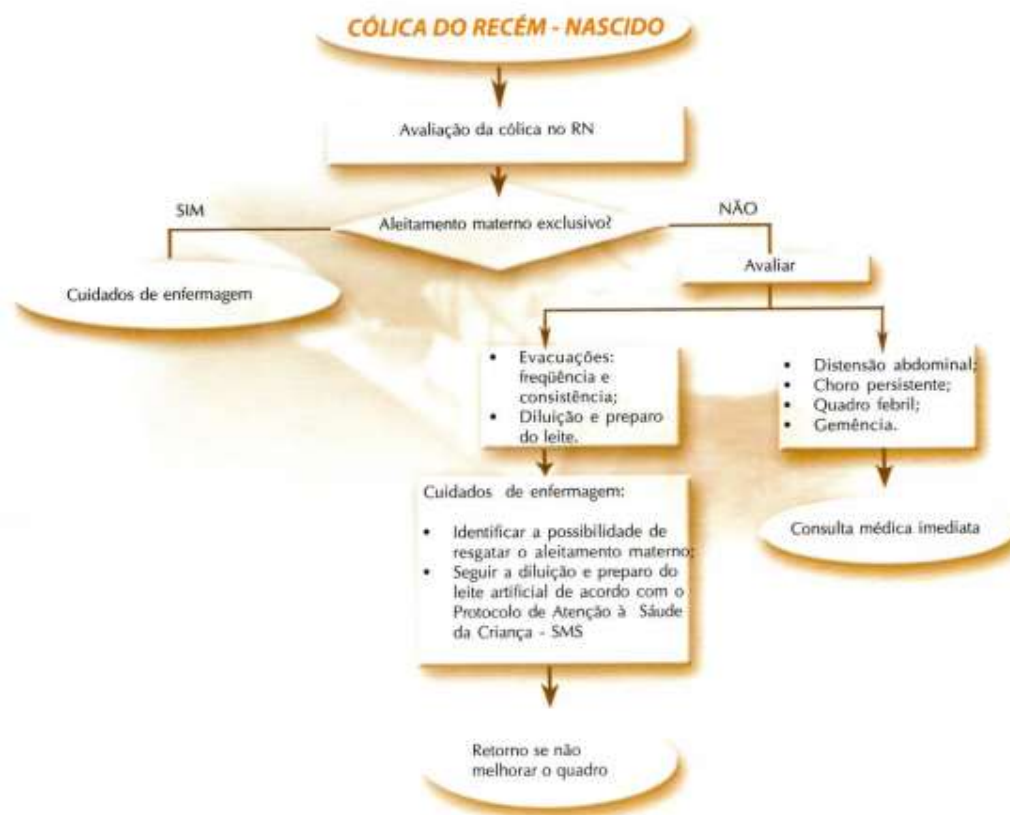 CÓLICA DO RECÉM - NASCIDO
Avaliação da cólica no RN
SIM
Aleitamento materno exclusivo?
NÃO
Avaliar
Cuidados de enfermagem
• Evacuações:
freqüência e
consistência;
• Diluição e preparo
do leite.
• Distensão abdominal;
• Choro persistente;
• Quadro febril;
• Gemência.
Cuidados de enfermagem:
• Identificar a possibilidade de
resgatar o aleitamento materno;
• Seguir a diluição e preparo do
leite artificial de acordo com o
Protocolo de Atenção à Sáude
da Criança - SMS
Consulta médica imediata
Retorno se não
melhorar o quadro